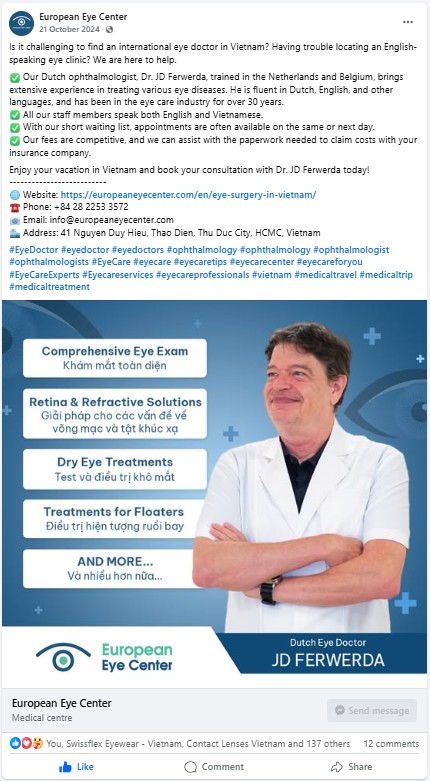 European Eye Center
21 October 2024 ·
Is it challenging to find an international eye doctor in Vietnam? Having trouble locating an English-
speaking eye clinic? We are here to help.
✅ Our Dutch ophthalmologist, Dr. JD Ferwerda, trained in the Netherlands and Belgium, brings
extensive experience in treating various eye diseases. He is fluent in Dutch, English, and other
languages, and has been in the eye care industry for over 30 years.
✅ All our staff members speak both English and Vietnamese.
✅ With our short waiting list, appointments are often available on the same or next day.
✅ Our fees are competitive, and we can assist with the paperwork needed to claim costs with your
insurance company.
Enjoy your vacation in Vietnam and book your consultation with Dr. JD Ferwerda today!
--------------------------
🌐 Website: https://europeaneyecenter.com/en/eye-surgery-in-vietnam/
☎️ Phone: +84 28 2253 3572
📧 Email: info@europeaneyecenter.com
Address: 41 Nguyen Duy Hieu, Thao Dien, Thu Duc City, HCMC, Vietnam
#EyeDoctor #eyedoctor #eyedoctors #ophthalmology #ophthalmology #ophthalmologist
#ophthalmologists #EyeCare #eyecare #eyecaretips #eyecarecenter #eyecareforyou
#EyeCareExperts #Eyecareservices #eyecareprofessionals #vietnam #medicaltravel #medicaltrip
#medicaltreatment
Comprehensive Eye Exam
Khám mắt toàn diện
Retina & Refractive Solutions
Giải pháp cho các vấn đề về
võng mạc và tật khúc xạ
Dry Eye Treatments
Test và điều trị khô mắt
Treatments for Floaters
Điều trị hiện tượng ruồi bay
AND MORE...
Và nhiều hơn nữa...
European
Eye Center
Dutch Eye Doctor
JD FERWERDA
European Eye Center
Medical centre
Send message
You, Swissflex Eyewear - Vietnam, Contact Lenses Vietnam and 137 others
12 comments
Like
Comment
Share